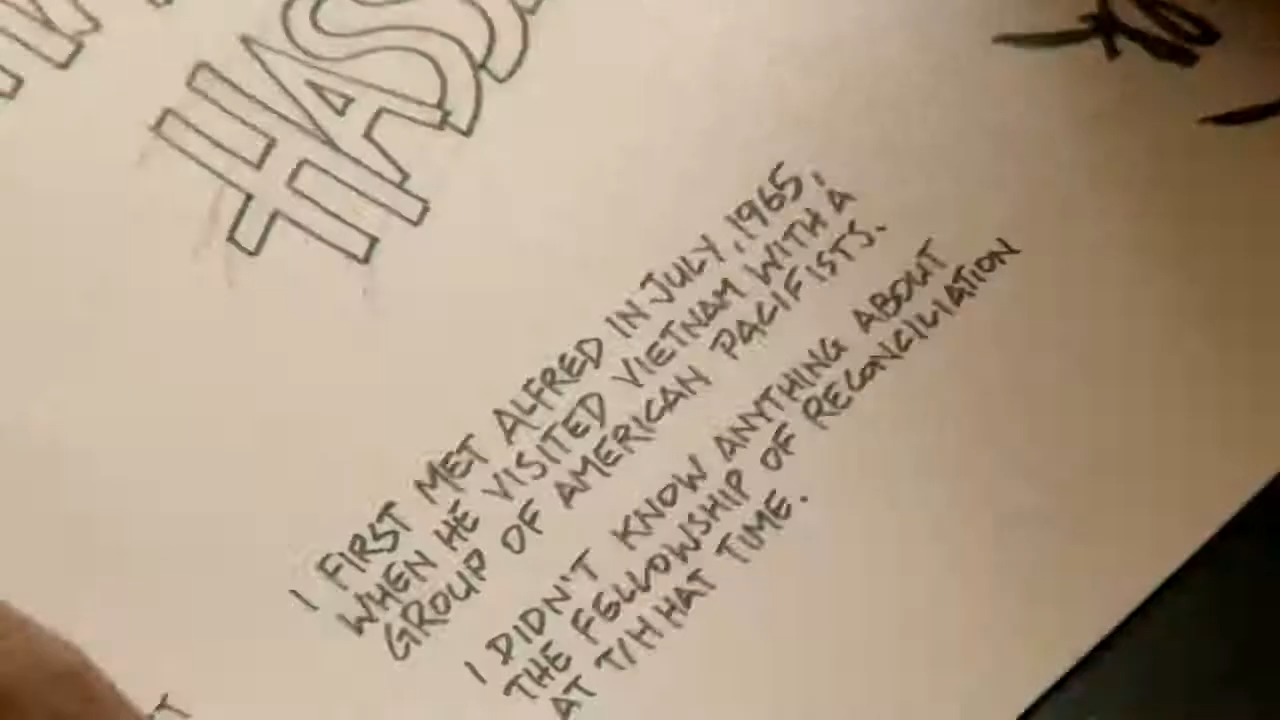 HASS
I FIRST MET ALFRED IN JULY, 1965,
WHEN HE VISITED VIETNAM WITH A
GROUP OF AMERICAN PACIFISTS.
I DIDN'T KNOW ANYTHING ABOUT
THE FELLOWSHIP OF RECONCILIATION
AT T/H HAT TIME.